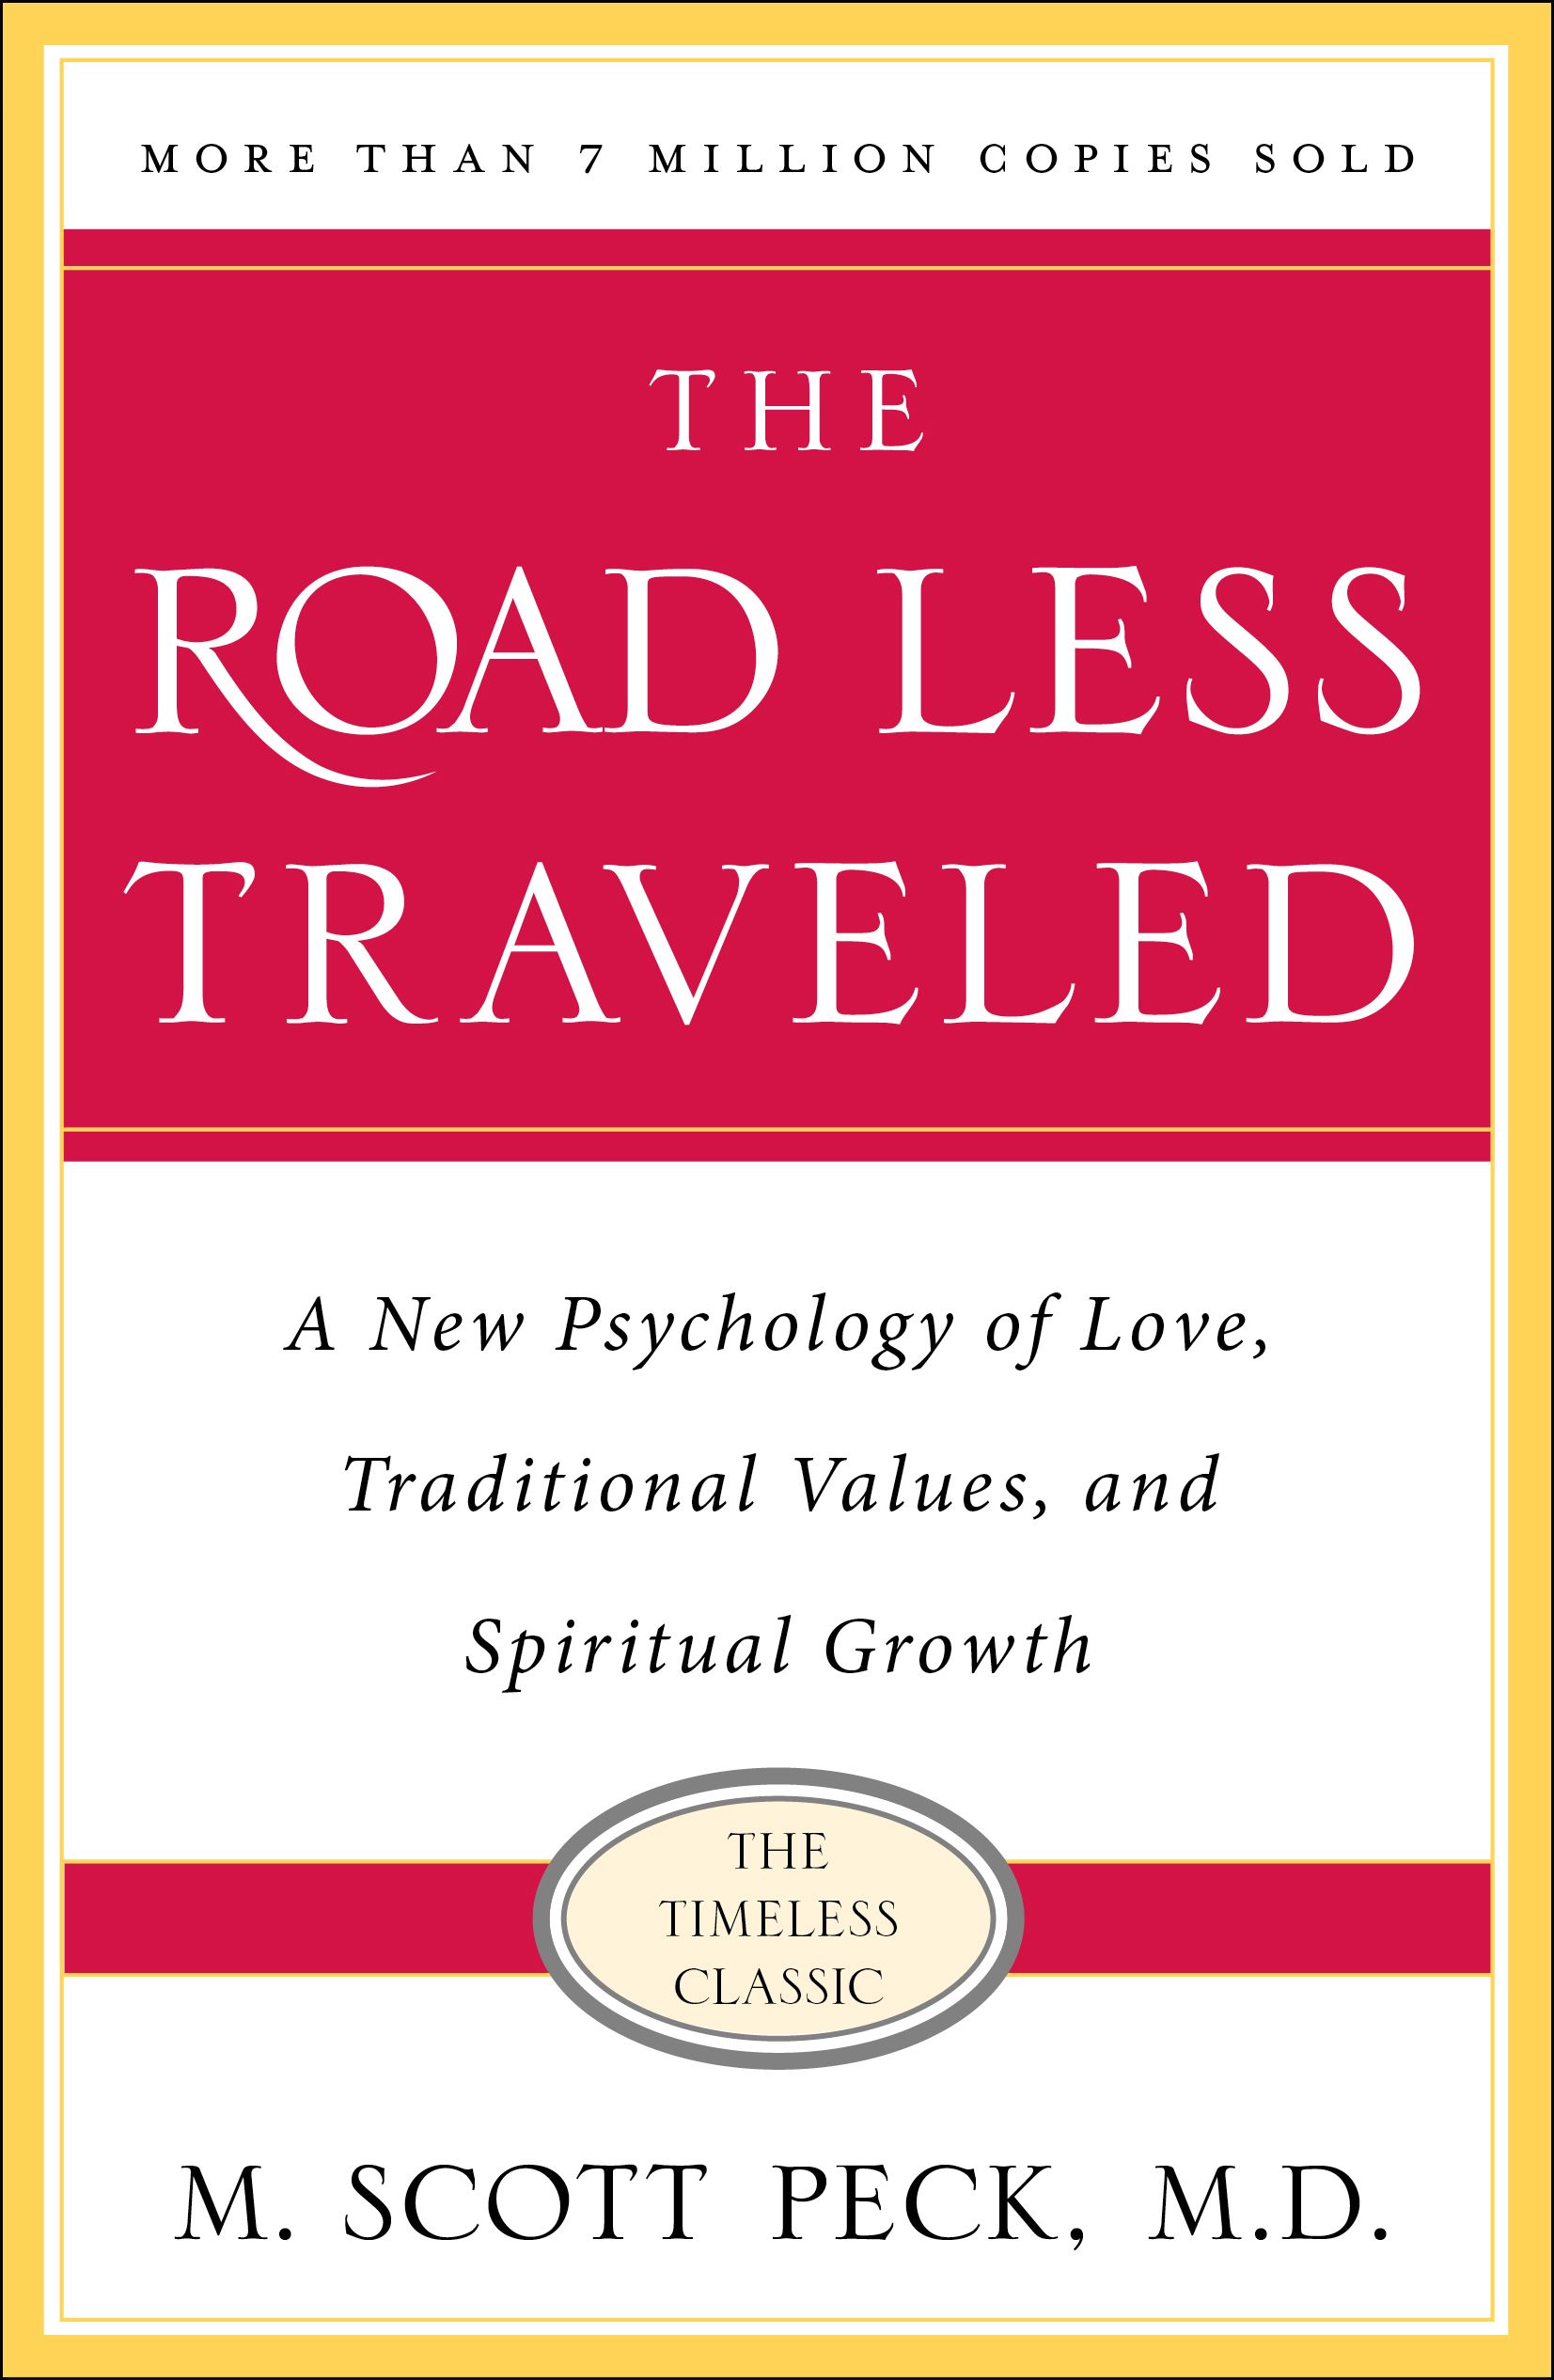 MORE THAN 7 MILLION COPIES SOLD
THE
ROAD LESS
TRAVELED
A New Psychology of Love,
Traditional Values, and
Spiritual Growth
THE
TIMELESS
CLASSIC
M. SCOTT PECK, M.D.